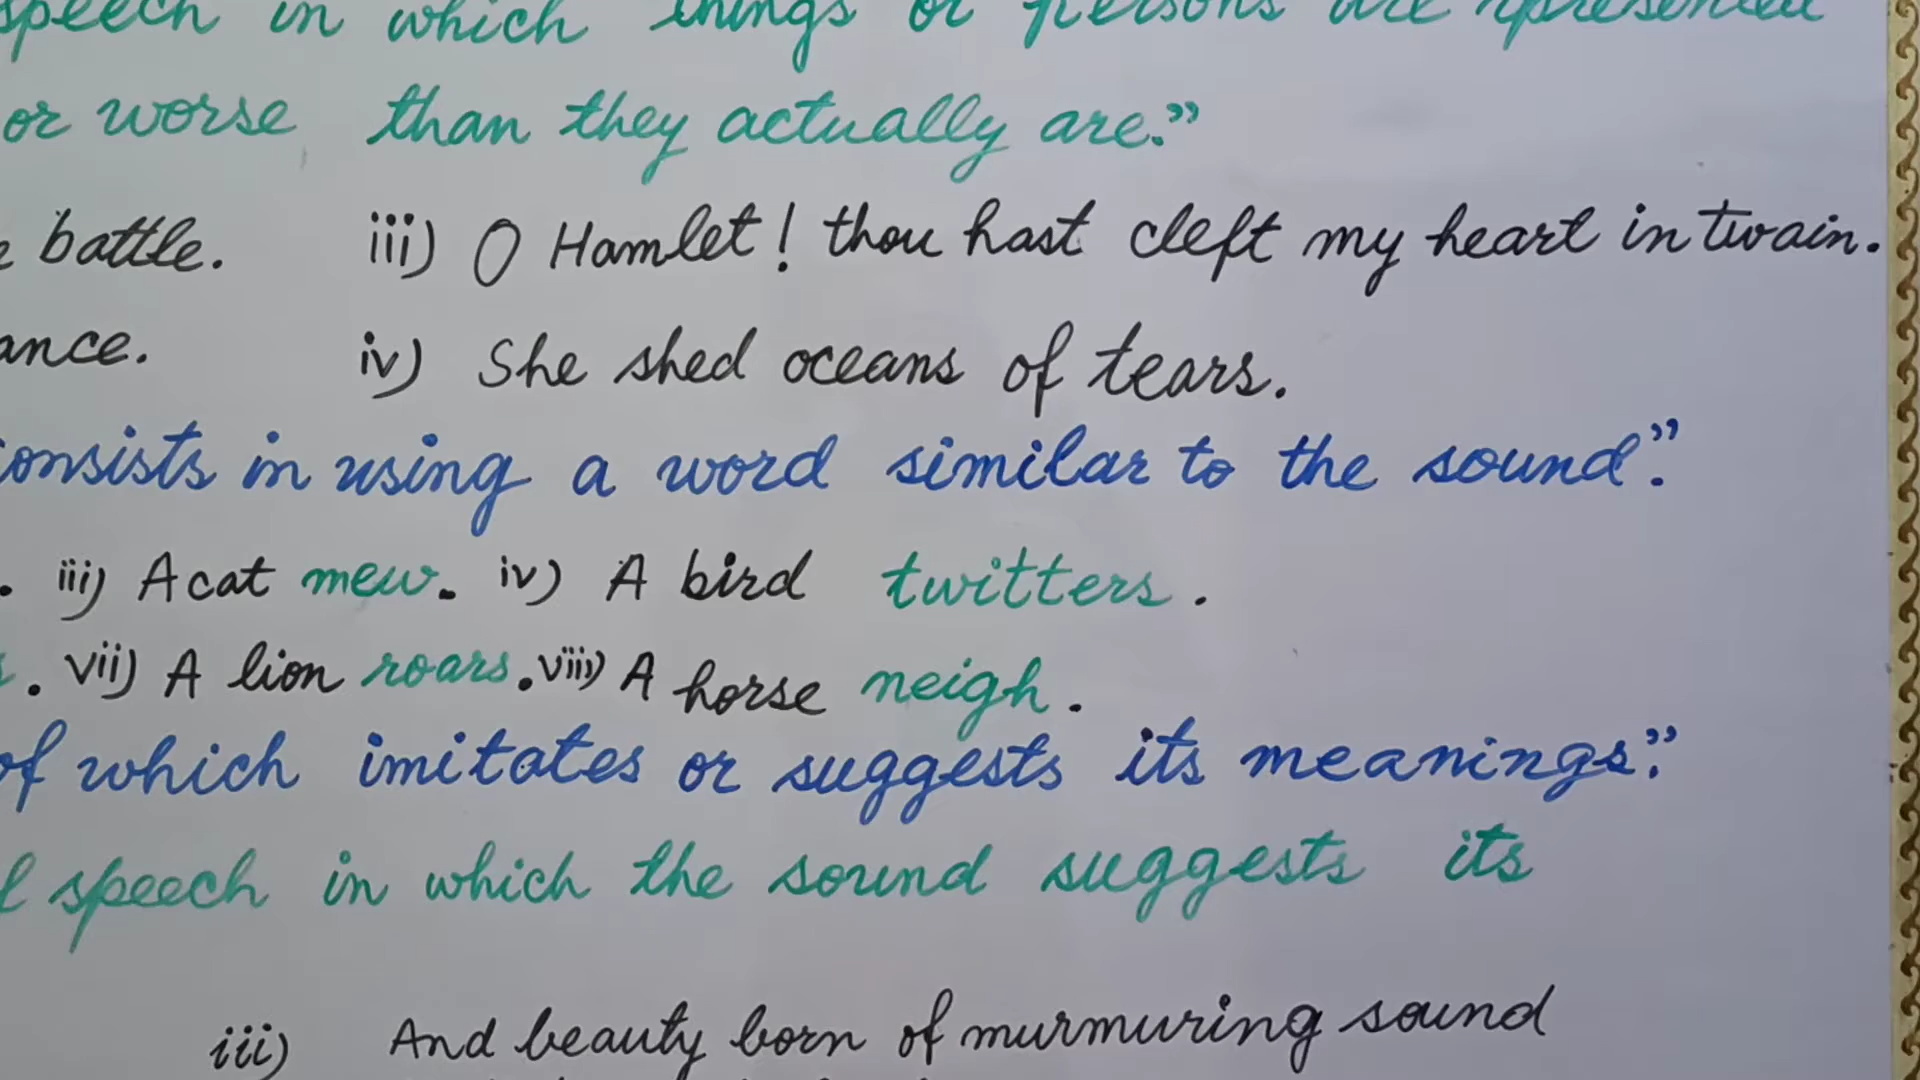 speech in which things or persons are rpresented
or worse than they actually are.”
battle. iii) O Hamlet! thou hast cleft my heart in twain.
ance. iv) She shed oceans of tears.
onsists in using a word similar to the sound”.
. iii) A cat mew. iv) A bird twitters.
. vii) A lion roars. viii) A horse neigh.
of which imitates or suggests its meanings”.
speech in which the sound suggests its
iii) And beauty born of murmuring sound